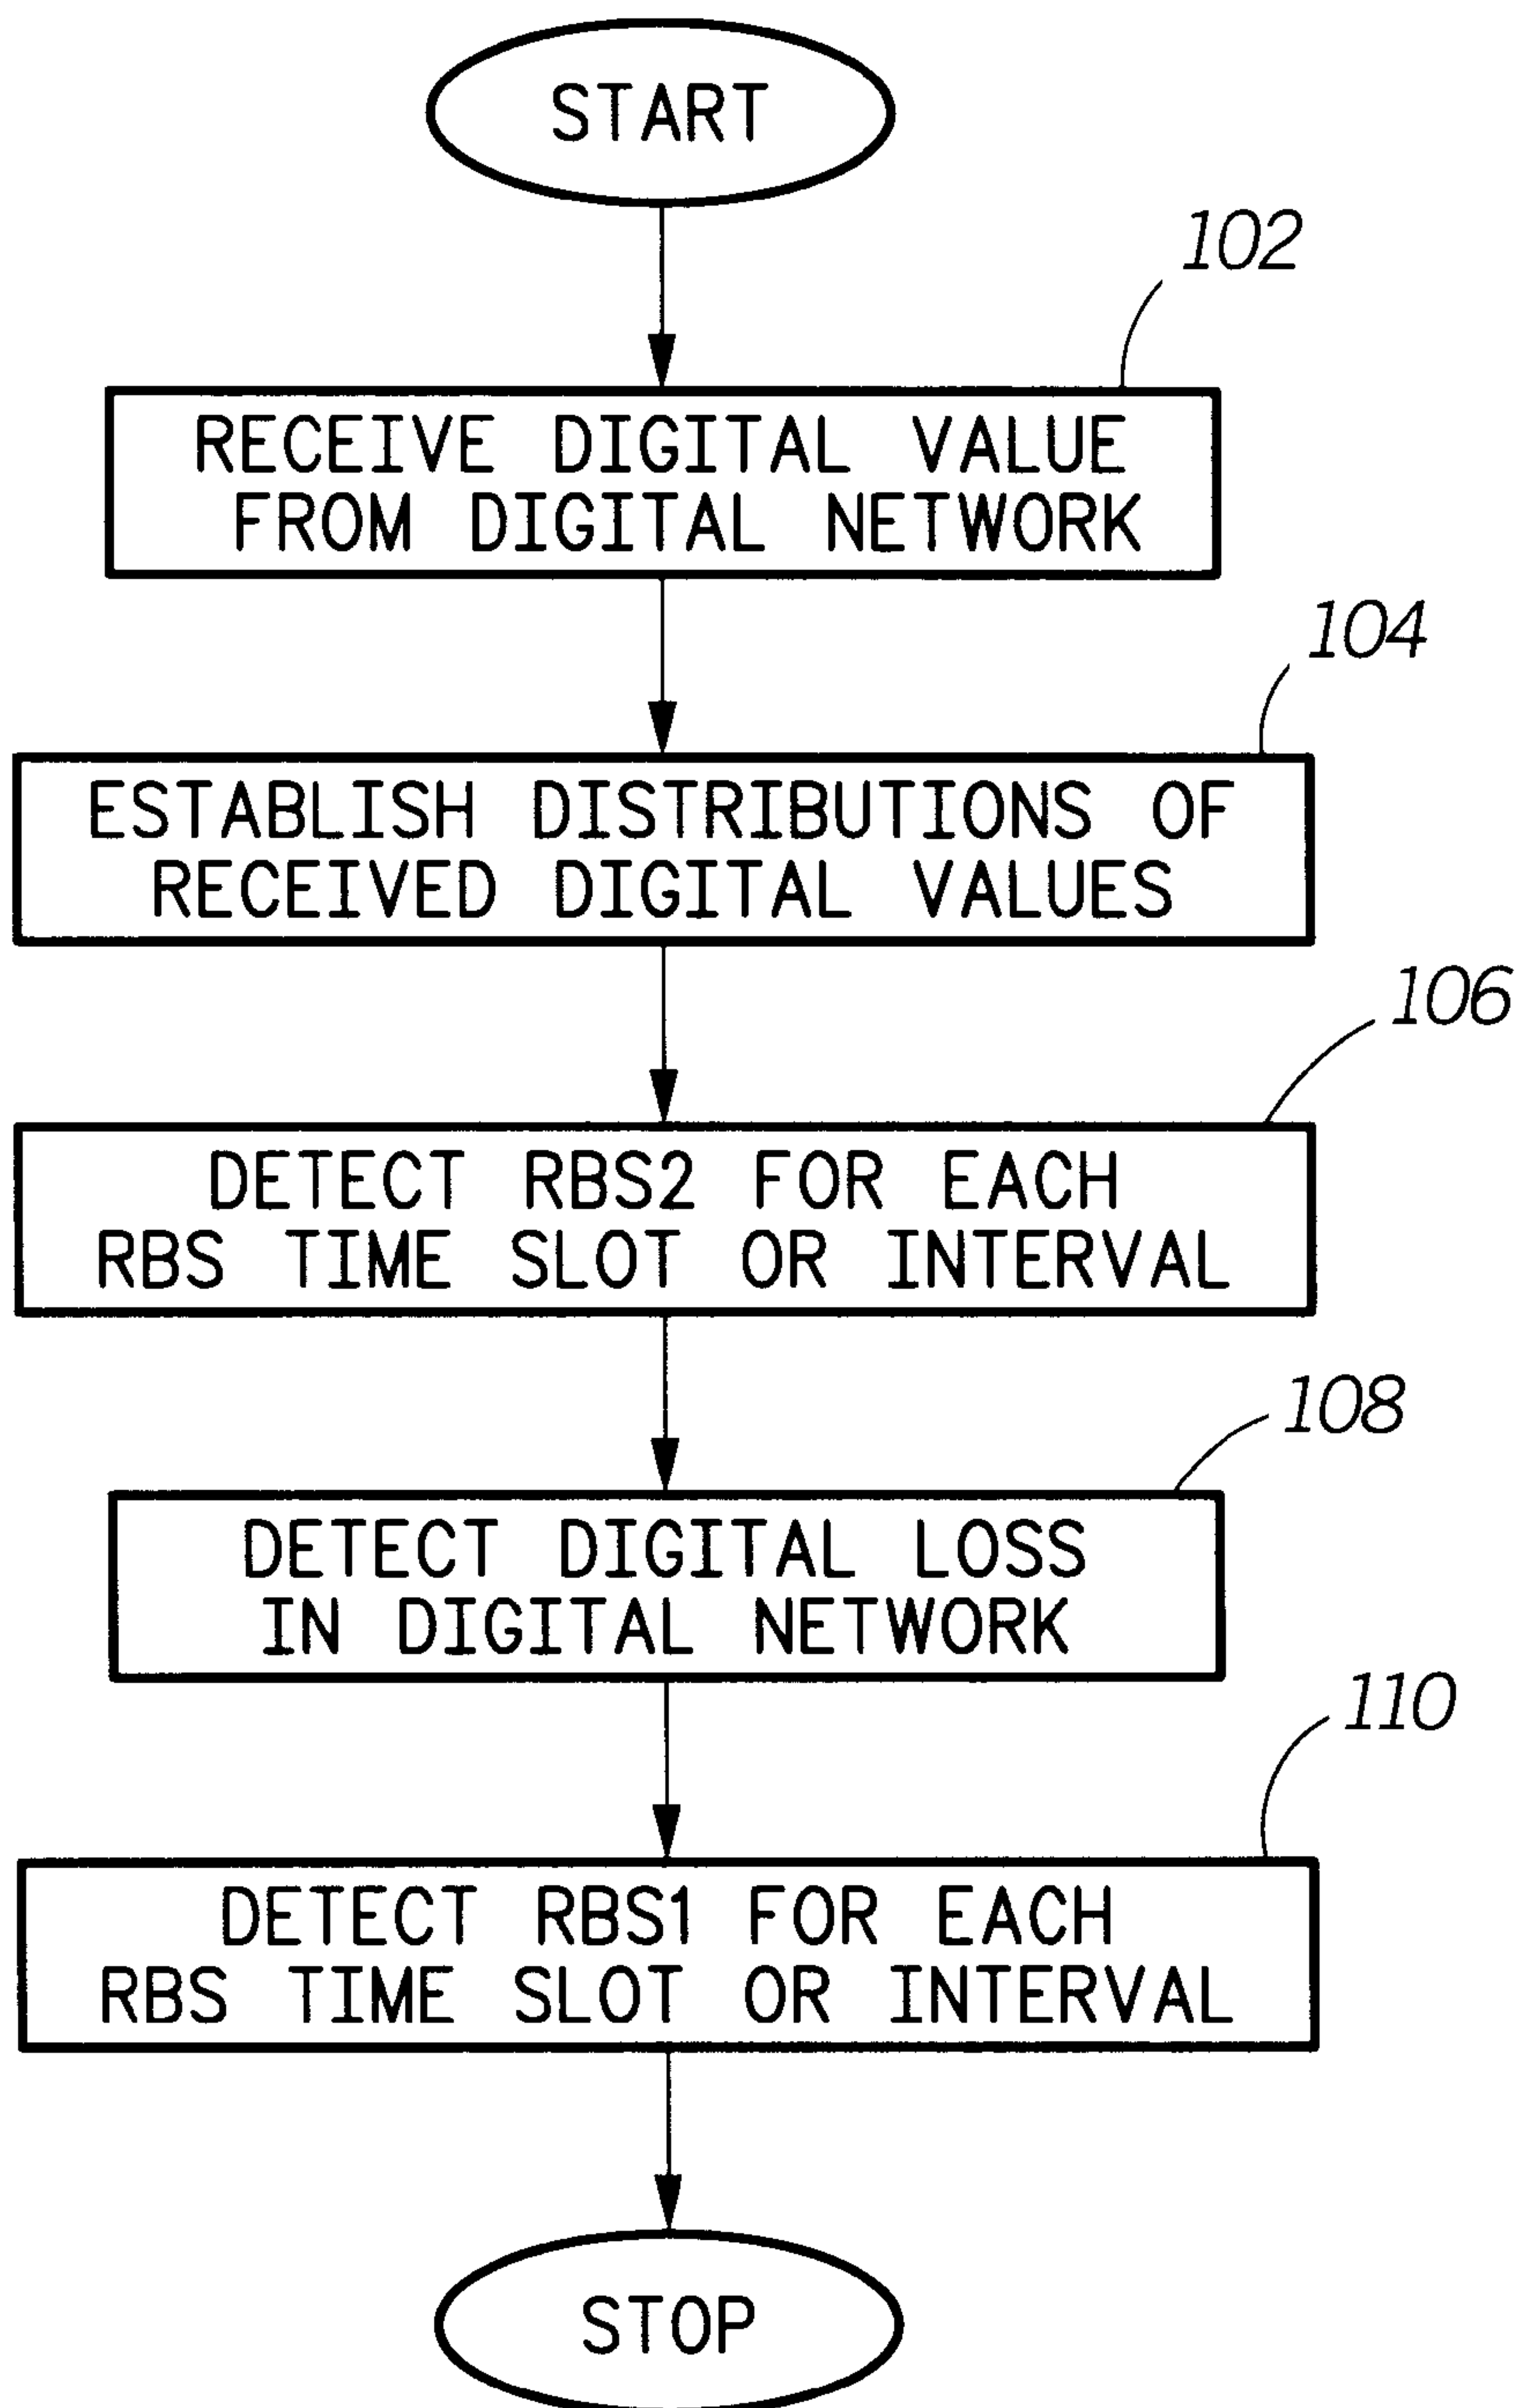 START
102
RECEIVE DIGITAL VALUE
FROM DIGITAL NETWORK
104
ESTABLISH DISTRIBUTIONS OF
RECEIVED DIGITAL VALUES
106
DETECT RBS2 FOR EACH
RBS TIME SLOT OR INTERVAL
108
DETECT DIGITAL LOSS
IN DIGITAL NETWORK
110
DETECT RBS1 FOR EACH
RBS TIME SLOT OR INTERVAL
STOP